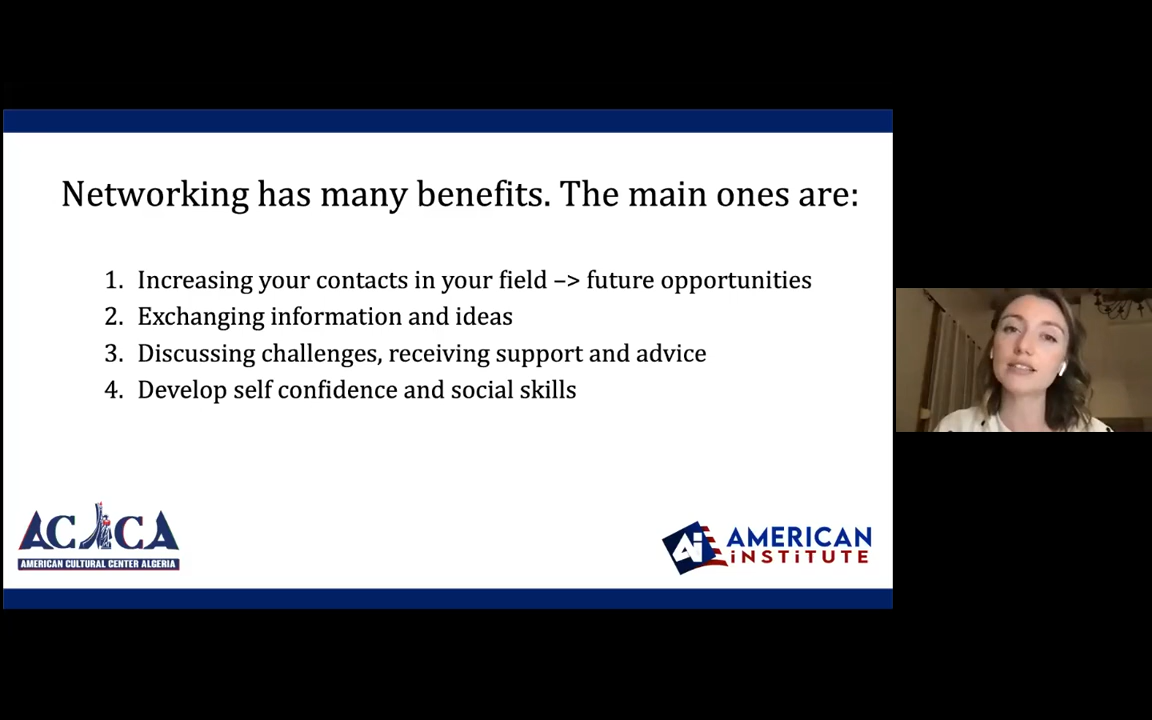 Networking has many benefits. The main ones are:
1. Increasing your contacts in your field –> future opportunities
2. Exchanging information and ideas
3. Discussing challenges, receiving support and advice
4. Develop self confidence and social skills
ACCA
AMERICAN CULTURAL CENTER ALGERIA
Ai AMERICAN
iNSTiTUTE